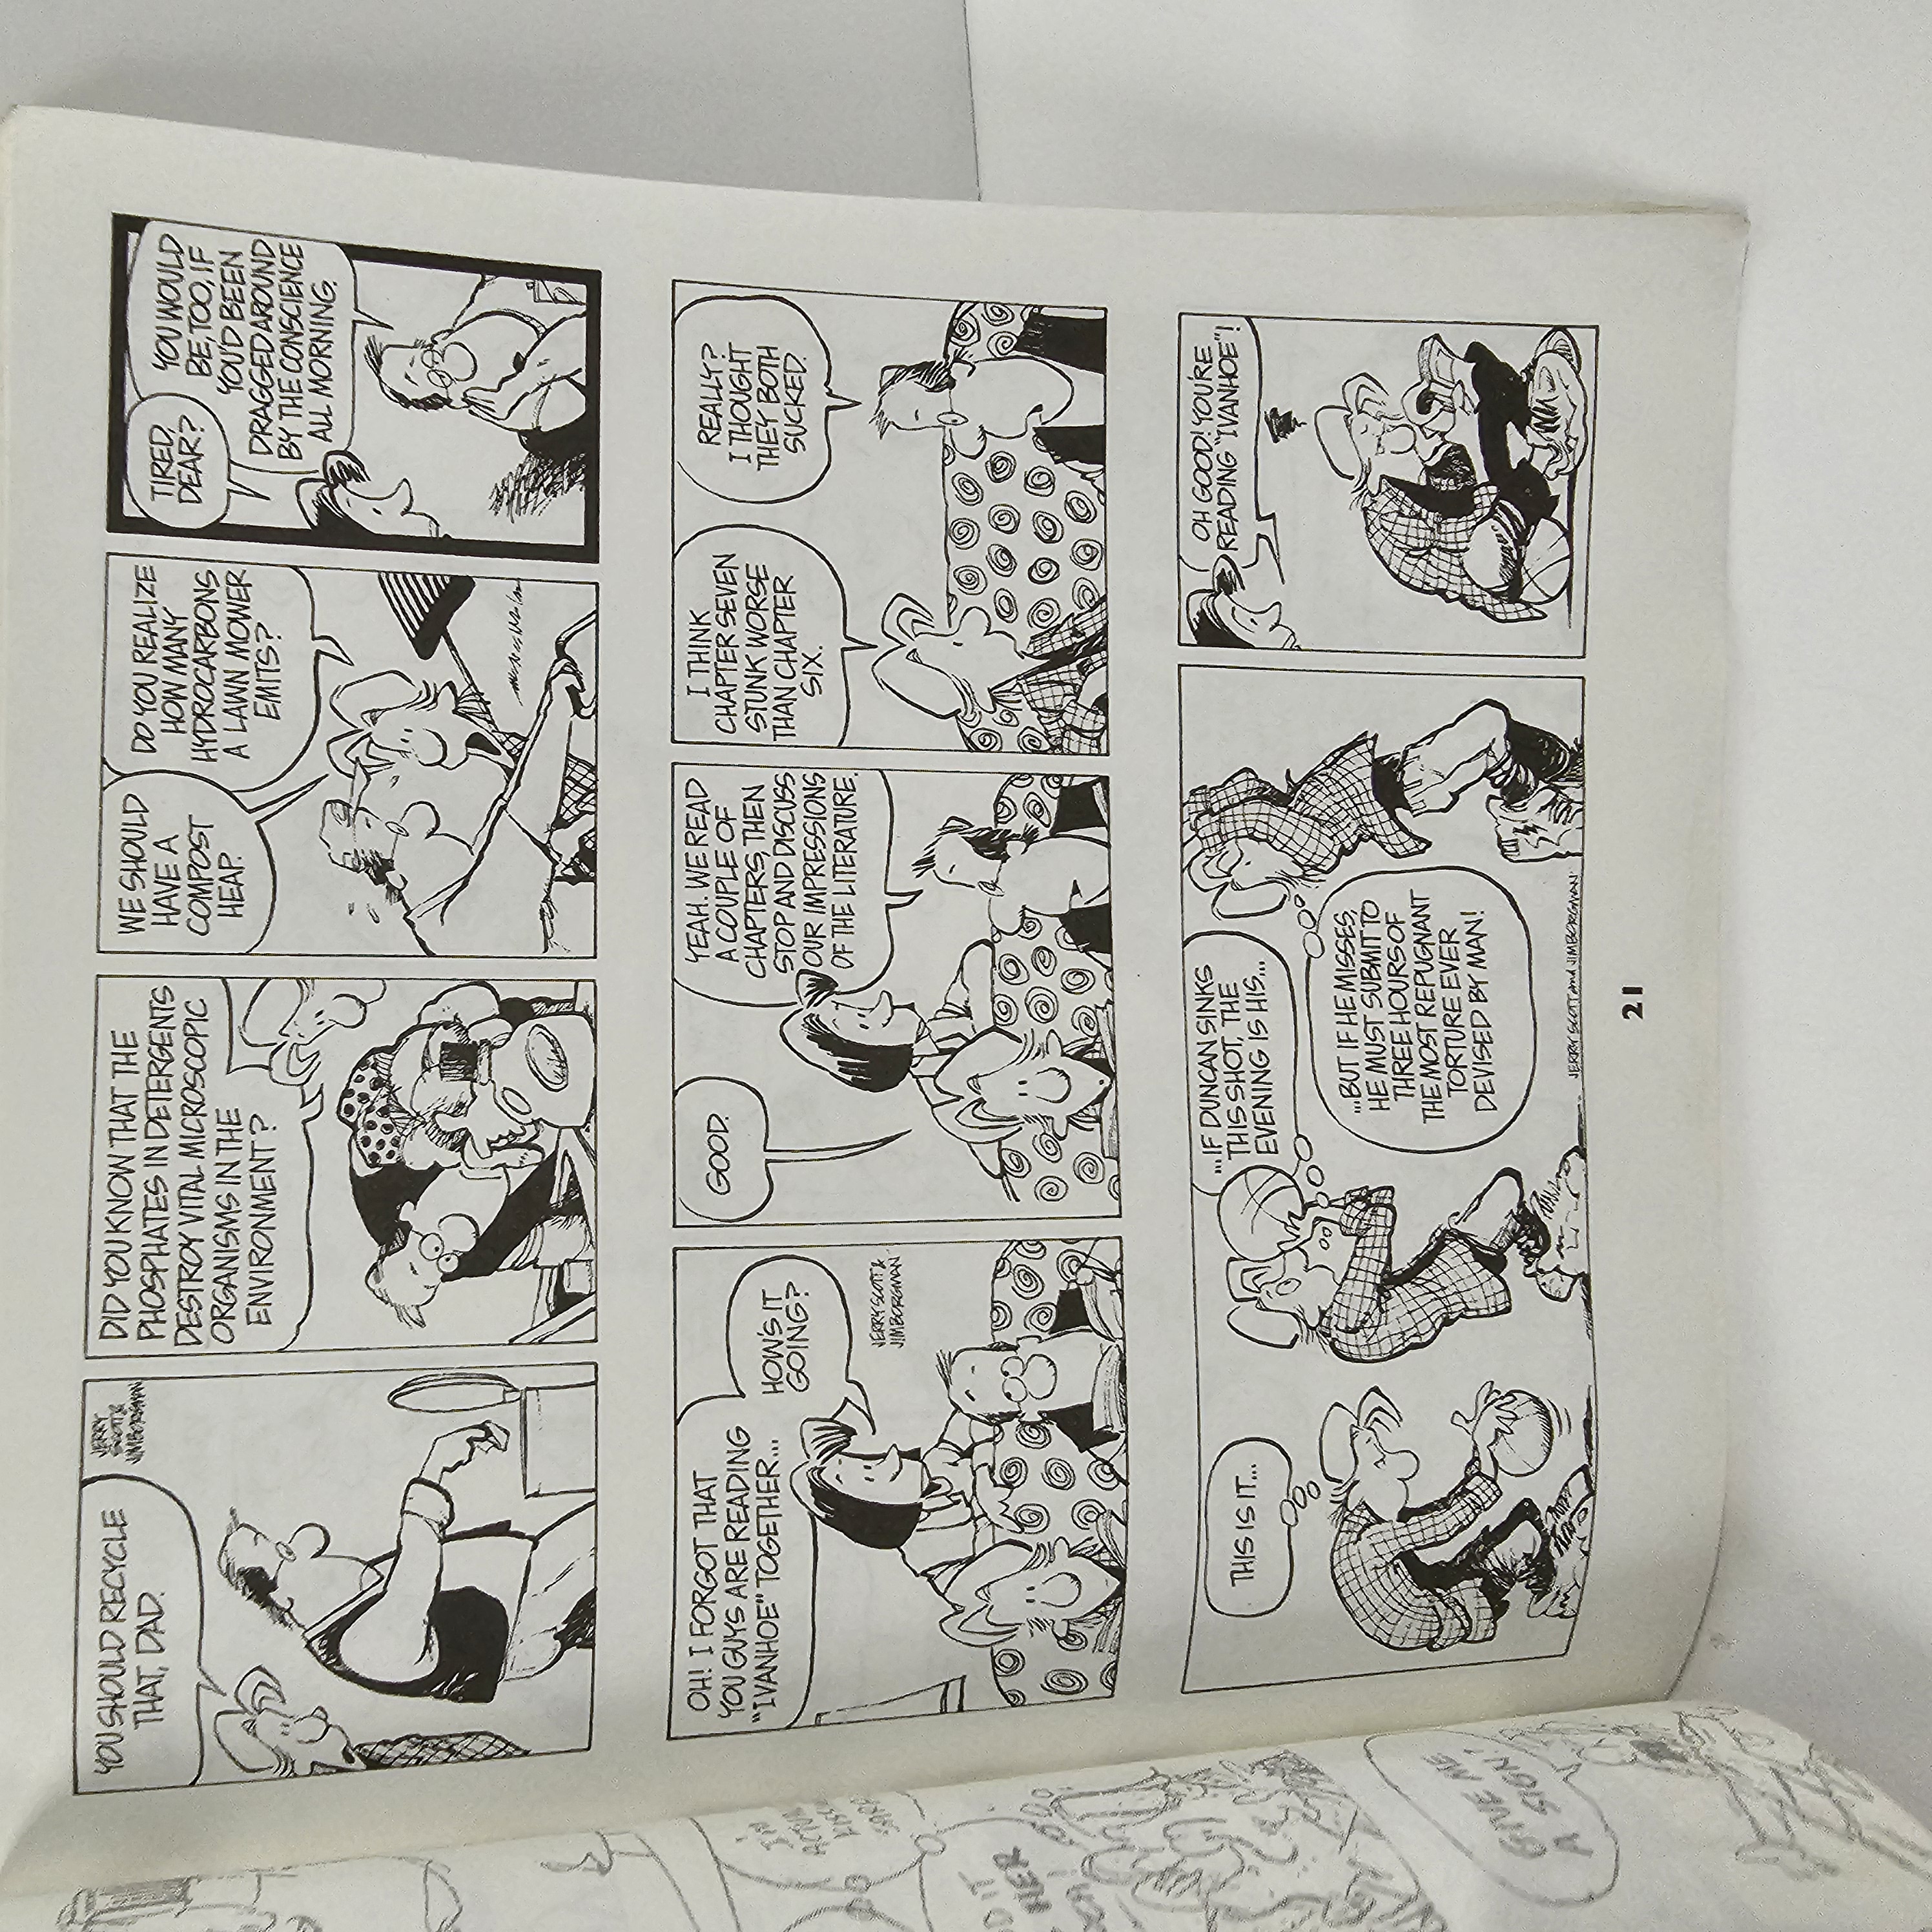 YOU SHOULD RECYCLE
THAT, DAD.
JERRY
SCOTT &
JIM BORGMAN
DID YOU KNOW THAT THE
PHOSPHATES IN DETERGENTS
DESTROY VITAL MICROSCOPIC
ORGANISMS IN THE
ENVIRONMENT?
WE SHOULD
HAVE A
COMPOST
HEAP.
DO YOU REALIZE
HOW MANY
HYDROCARBONS
A LAWN MOWER
EMITS?
TIRED,
DEAR?
YOU WOULD
BE, TOO, IF
YOU'D BEEN
DRAGGED AROUND
BY THE CONSCIENCE
ALL MORNING.
OH! I FORGOT THAT
YOU GUYS ARE READING
"IVANHOE" TOGETHER...
HOW'S IT
GOING?
JERRY SCOTT &
JIM BORGMAN
GOOD.
YEAH. WE READ
A COUPLE OF
CHAPTERS, THEN
STOP AND DISCUSS
OUR IMPRESSIONS
OF THE LITERATURE.
I THINK
CHAPTER SEVEN
STUNK WORSE
THAN CHAPTER
SIX.
REALLY?
I THOUGHT
THEY BOTH
SUCKED.
THIS IS IT...
...IF DUNCAN SINKS
THIS SHOT, THE
EVENING IS HIS...
...BUT IF HE MISSES,
HE MUST SUBMIT TO
THREE HOURS OF
THE MOST REPUGNANT
TORTURE EVER
DEVISED BY MAN!
JERRY SCOTT and JIM BORGMAN
OH GOOD! YOU'RE
READING "IVANHOE"!
21
I'M
IT
HER
GIVE ME
A SIGN!